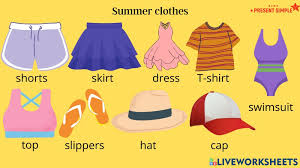 Summer clothes
PRESENT SIMPLE
shorts
skirt
dress
T-shirt
swimsuit
top
slippers
hat
cap
LIVEWORKSHEETS